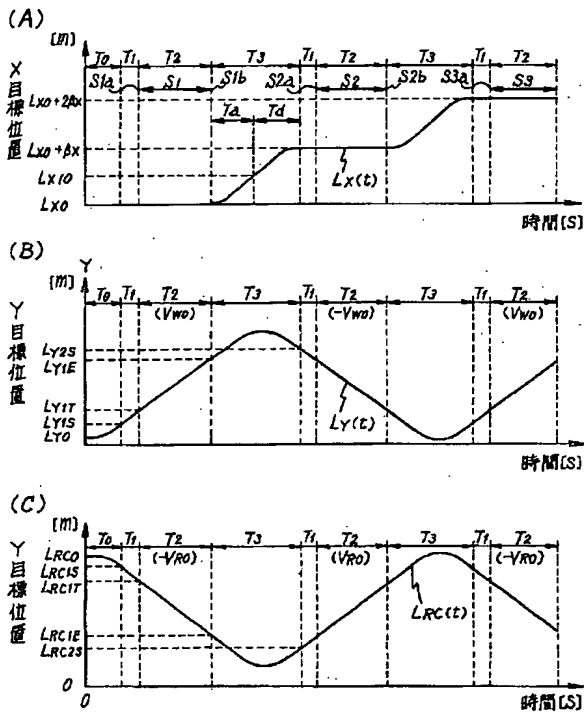 (A)
[m]
T0 T1 T2 T3 T1 T2 T3 T1 T2
S1a S1 S1b S2a S2 S2b S3a S3
X目標位置
LX0+2βX
Ta Td
LX0+βX
LX10
LX(t)
LX0
時間[S]
(B)
Y
[m]
T0 T1 T2 T3 T1 T2 T3 T1 T2
(VW0) (-VW0) (VW0)
Y目標位置
LY2S
LY1E
LY(t)
LY1T
LY1S
LY0
時間[S]
(C)
[m]
T0 T1 T2 T3 T1 T2 T3 T1 T2
(-VR0) (VR0) (-VR0)
Y目標位置
LRC0
LRC1S
LRC1T
LRC(t)
LRC1E
LRC2S
0
0
時間[S]